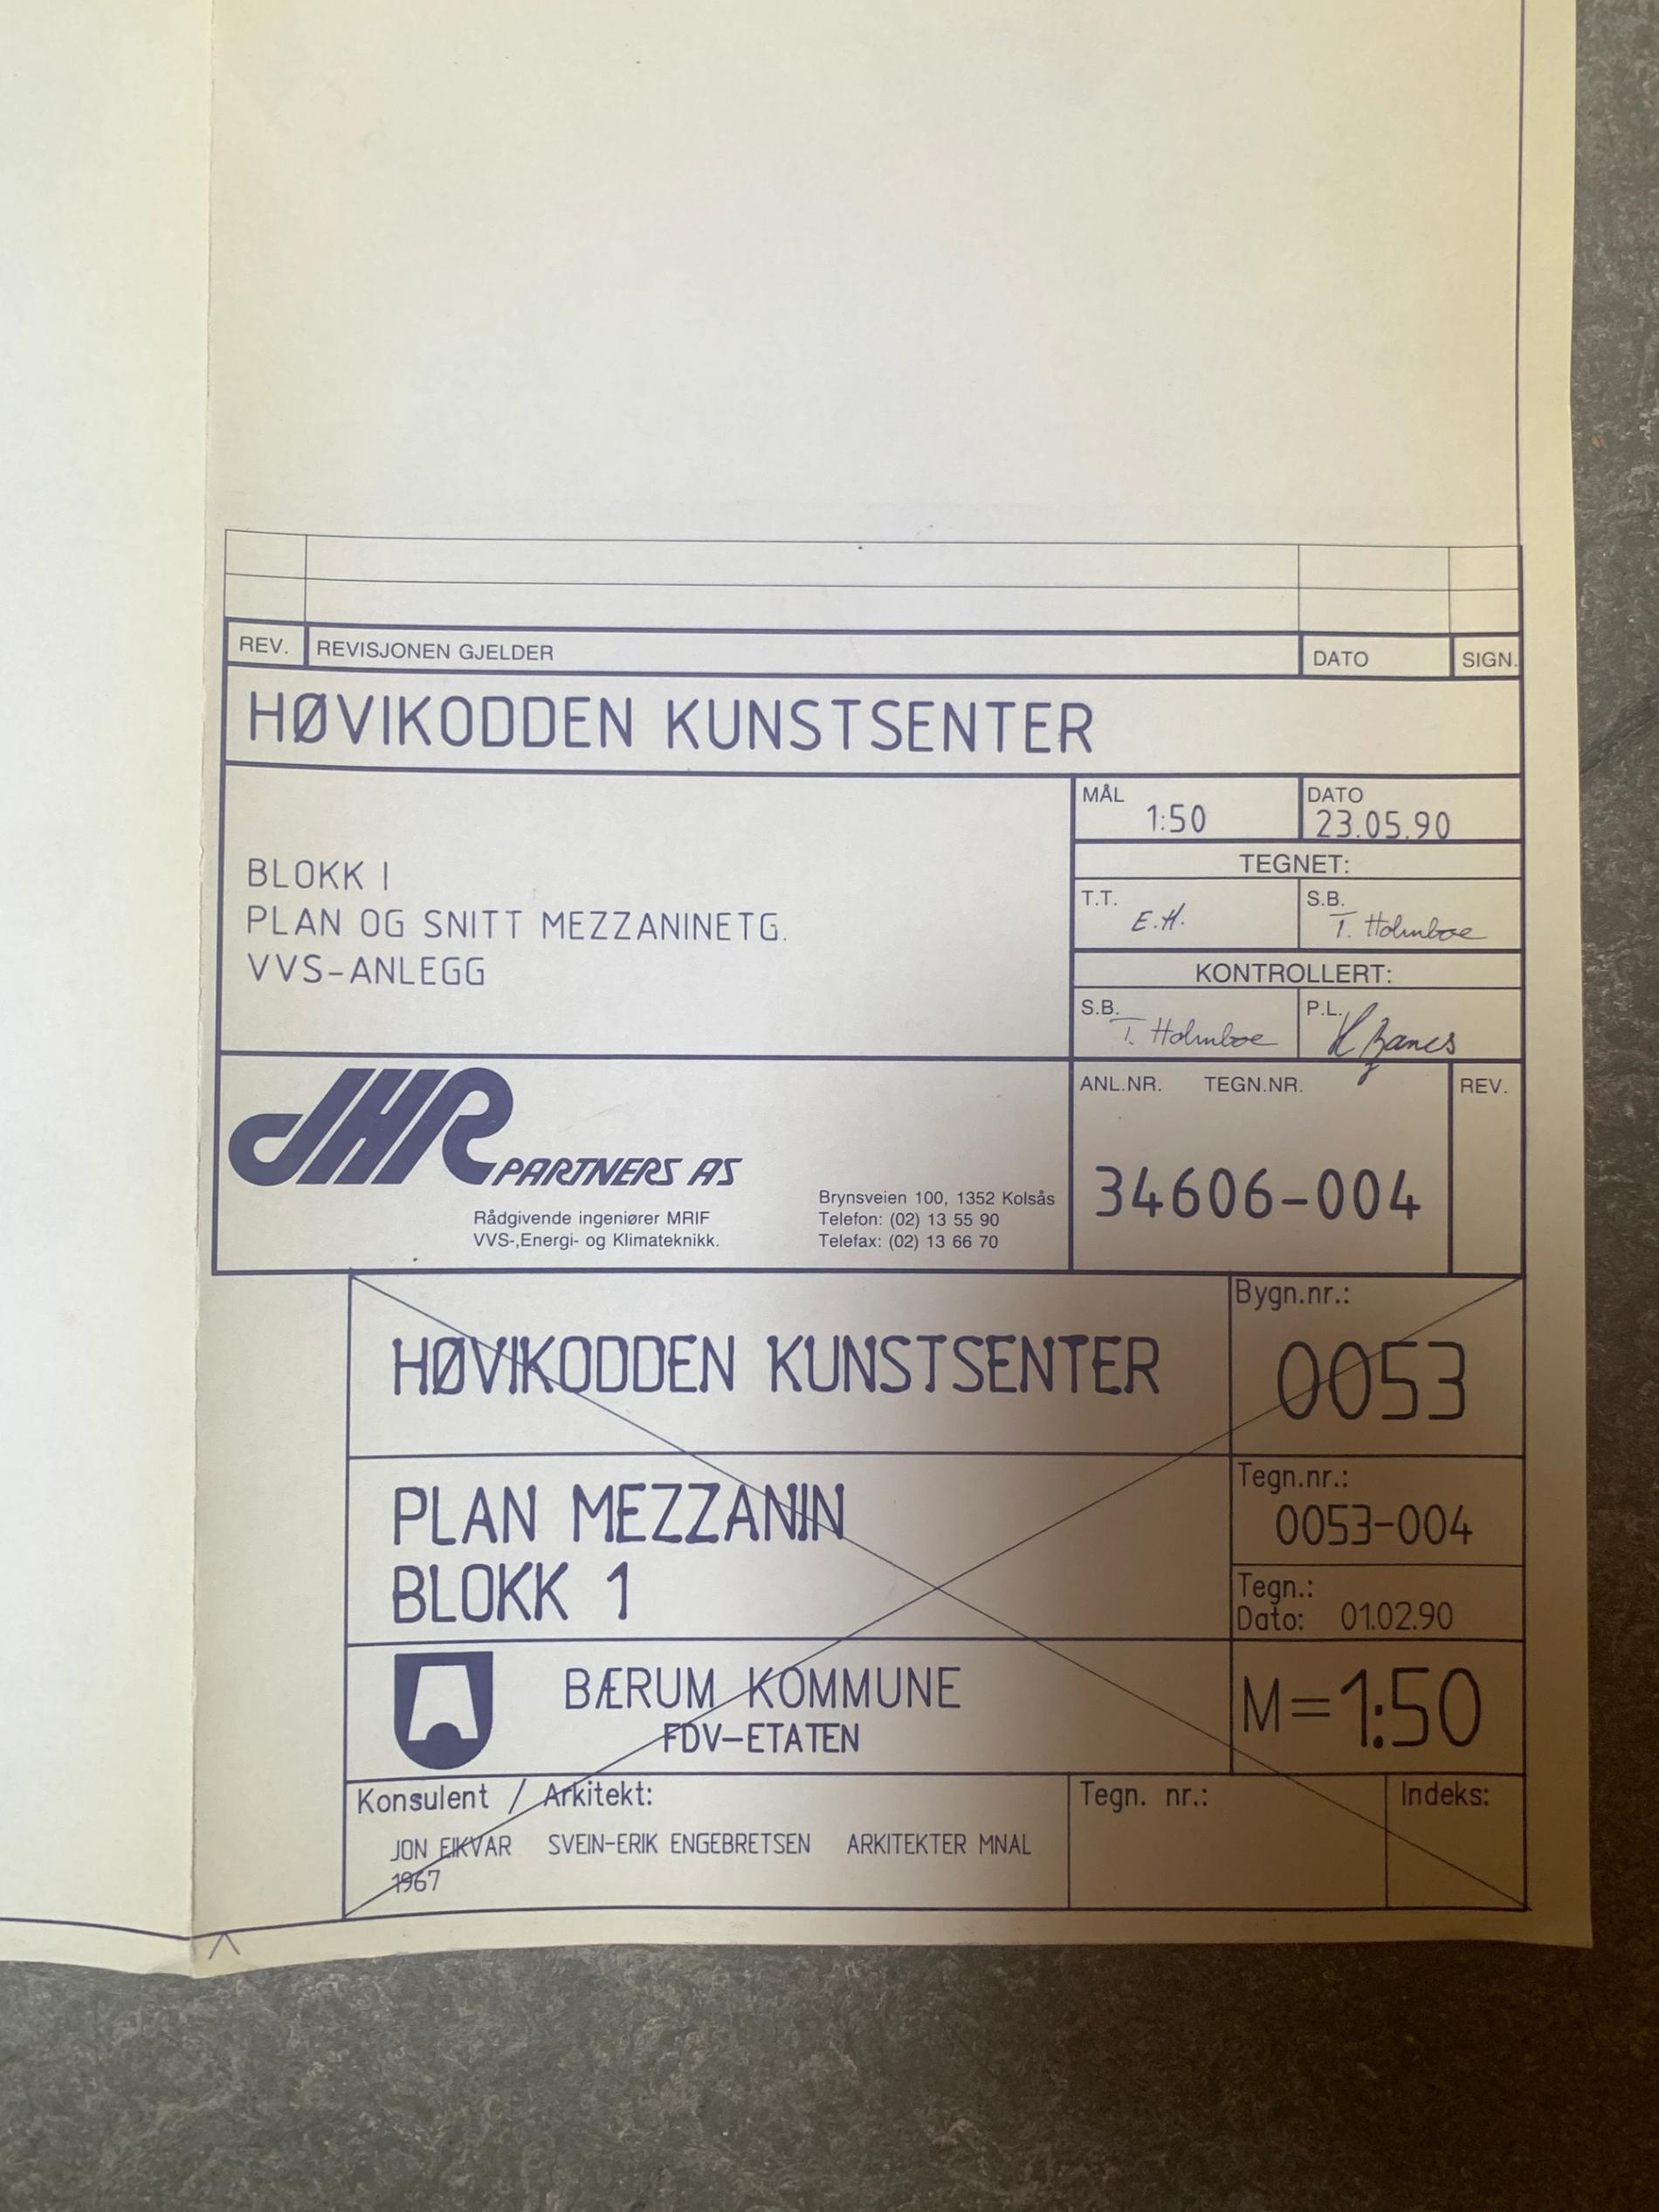 REV. REVISJONEN GJELDER DATO SIGN.
HØVIKODDEN KUNSTSENTER
MÅL 1:50
DATO 23.05.90
BLOKK I
PLAN OG SNITT MEZZANINETG.
VVS-ANLEGG
TEGNET:
T.T. E.H.
S.B. T. Holmboe
KONTROLLERT:
S.B. T. Holmboe
P.L.
JHR PARTNERS AS
Rådgivende ingeniører MRIF
VVS-,Energi- og Klimateknikk.
Brynsveien 100, 1352 Kolsås
Telefon: (02) 13 55 90
Telefax: (02) 13 66 70
ANL.NR. TEGN.NR. REV.
34606-004
HØVIKODDEN KUNSTSENTER
Bygn.nr.:
0053
PLAN MEZZANIN
BLOKK 1
Tegn.nr.:
0053-004
Tegn.:
Dato: 01.02.90
BÆRUM KOMMUNE
FDV-ETATEN
M=1:50
Konsulent / Arkitekt:
JON EIKVAR SVEIN-ERIK ENGEBRETSEN ARKITEKTER MNAL
1967
Tegn. nr.:
Indeks: